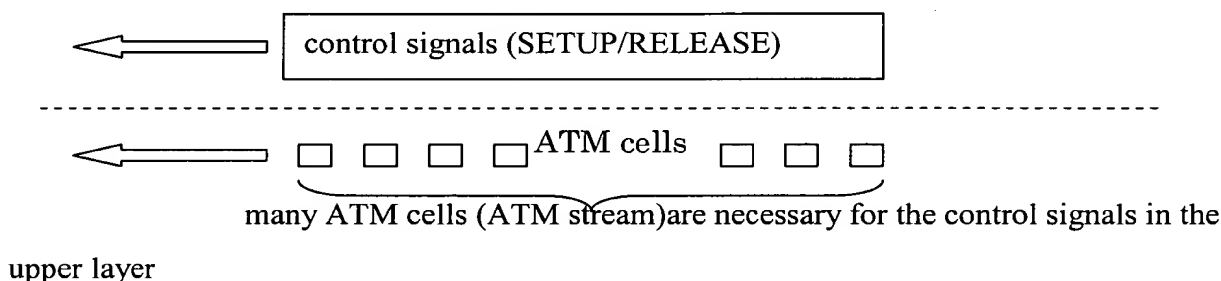 control signals (SETUP/RELEASE)
ATM cells
many ATM cells (ATM stream)are necessary for the control signals in the
upper layer